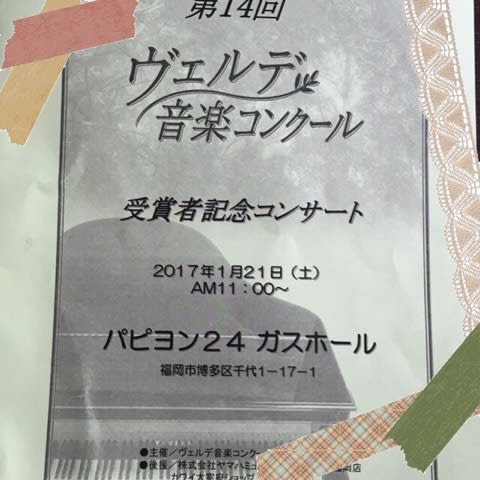 第14回
ヴェルデ
音楽コンクール
受賞者記念コンサート
2017年1月21日(土)
AM11:00〜
パピヨン24 ガスホール
福岡市博多区千代1-17-1
●主催/ヴェルデ音楽コンク
●後援/株式会社ヤマハミュ
店
カワイ太宰府ショップ